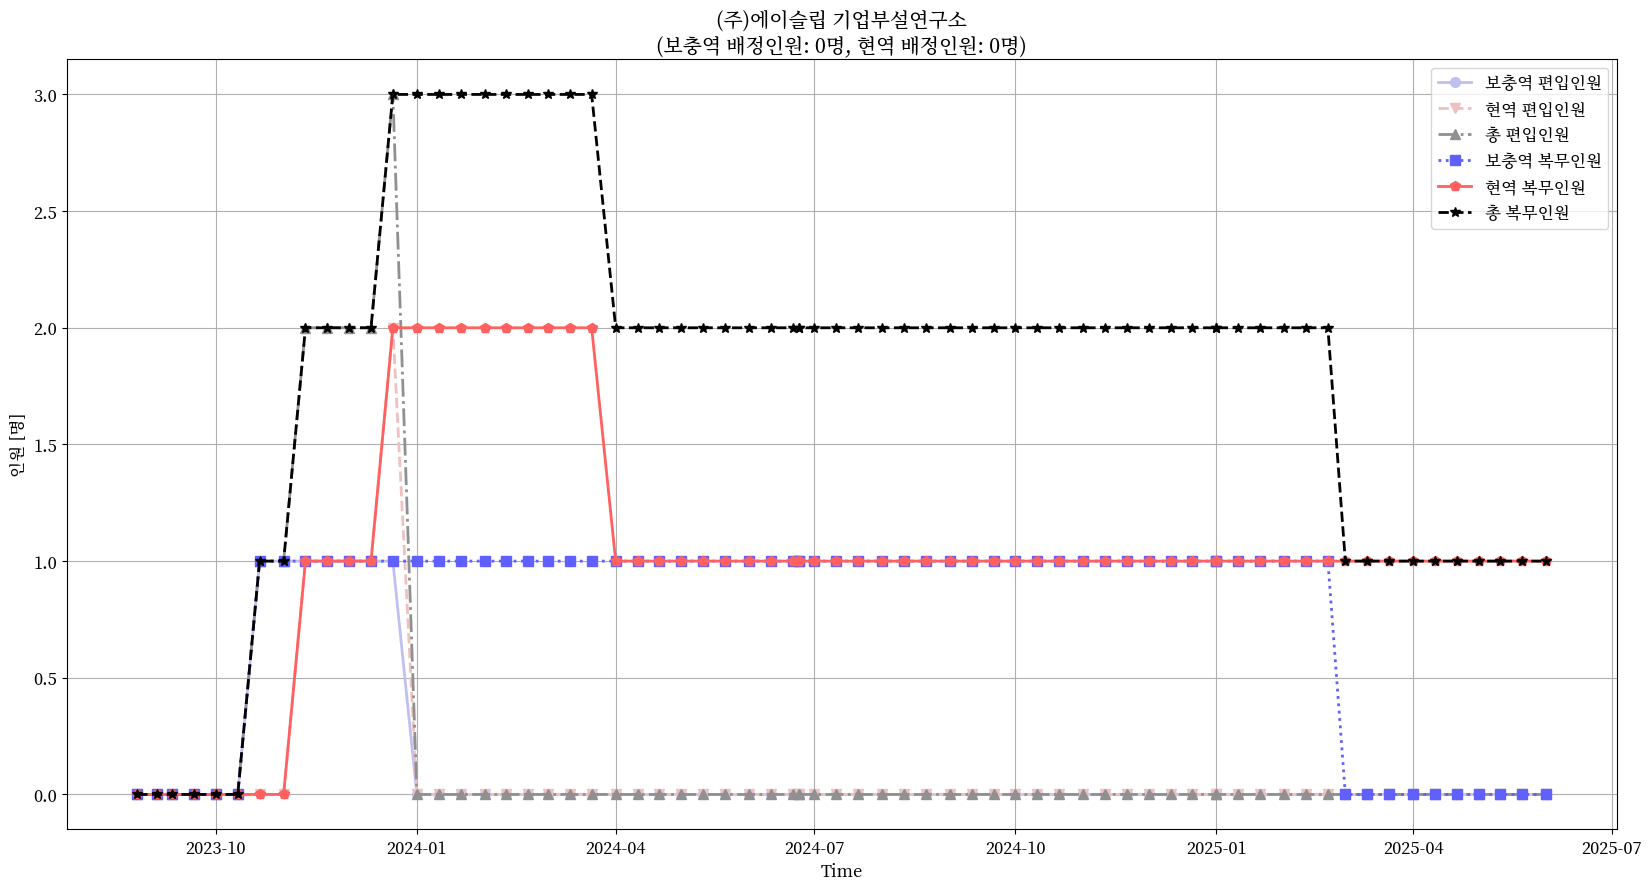 (주)에이슬립 기업부설연구소
(보충역 배정인원: 0명, 현역 배정인원: 0명)
보충역 편입인원
현역 편입인원
총 편입인원
보충역 복무인원
현역 복무인원
총 복무인원
인원 [명]
3.0
2.5
2.0
1.5
1.0
0.5
0.0
2023-10
2024-01
2024-04
2024-07
2024-10
2025-01
2025-04
2025-07
Time